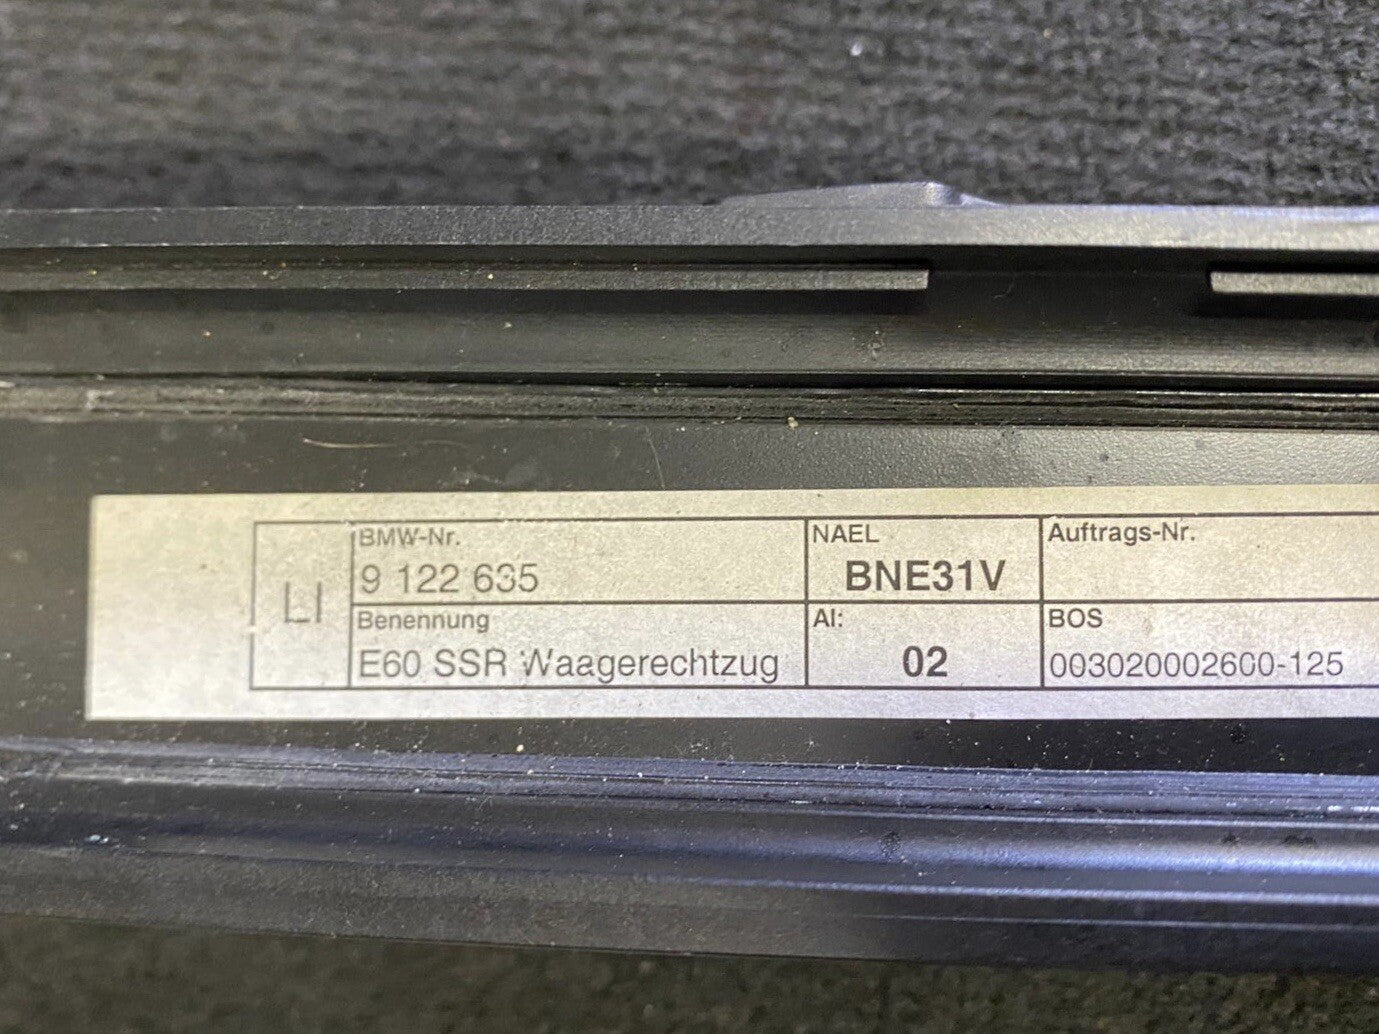 LI
BMW-Nr.
9 122 635
Benennung
E60 SSR Waagerechtzug
NAEL
BNE31V
AI:
02
Auftrags-Nr.
BOS
003020002600-125